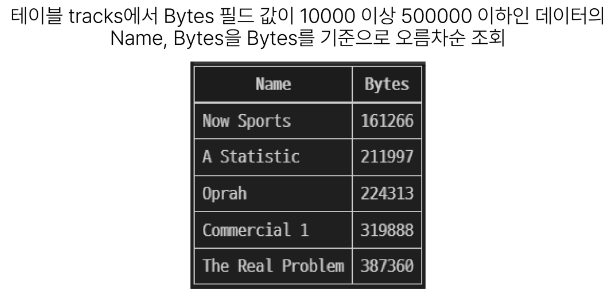 테이블 tracks에서 Bytes 필드 값이 10000 이상 500000 이하인 데이터의
Name, Bytes을 Bytes를 기준으로 오름차순 조회
Name Bytes
Now Sports 161266
A Statistic 211997
Oprah 224313
Commercial 1 319888
The Real Problem 387360